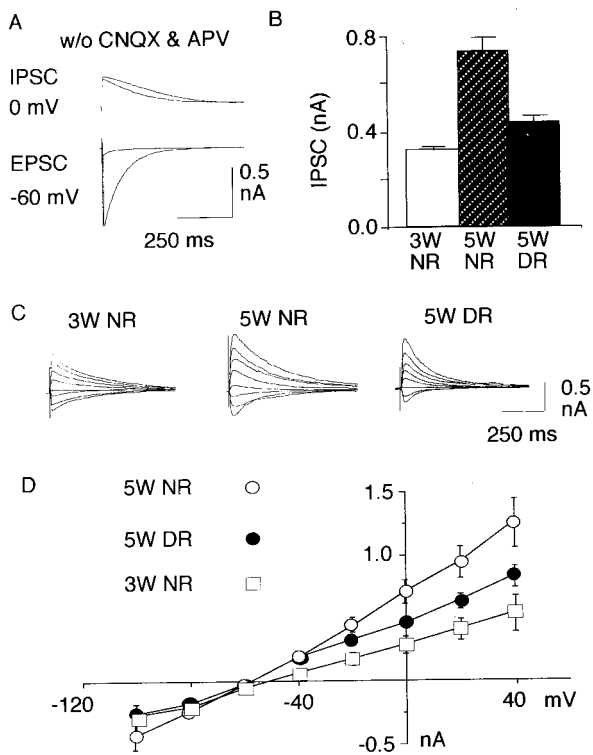 A
w/o CNQX & APV
IPSC
0 mV
EPSC
-60 mV
0.5
nA
250 ms
B
IPSC (nA)
0.8
0.4
0.0
3W
NR
5W
NR
5W
DR
C
3W NR
5W NR
5W DR
0.5
nA
250 ms
D
5W NR
5W DR
3W NR
1.5
1.0
-120
-40
40
mV
-0.5
nA